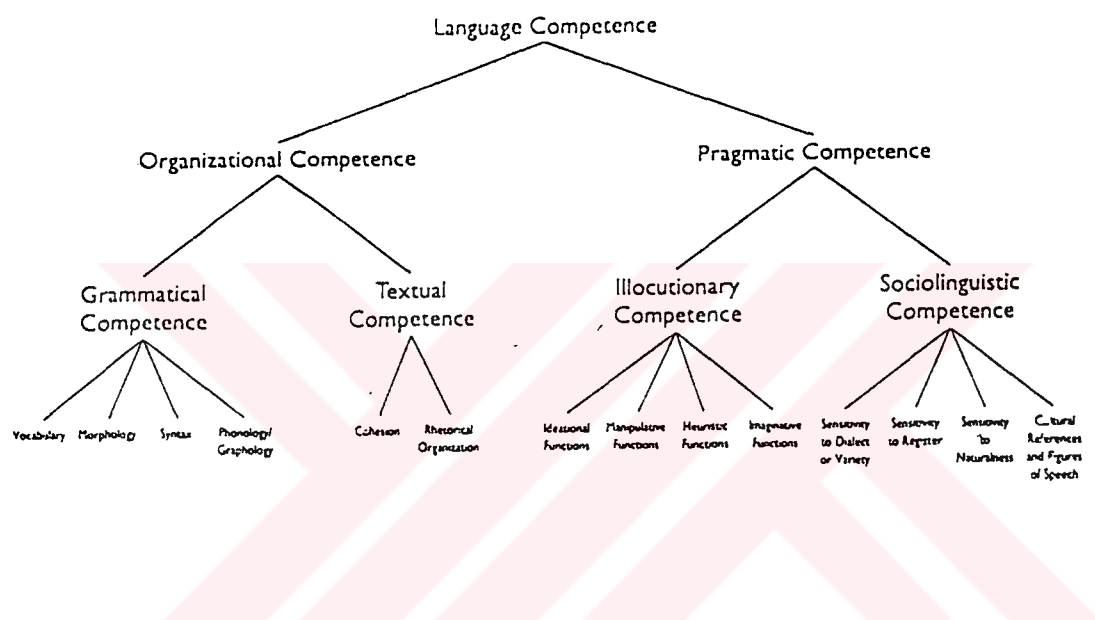 Language Competence
Organizational Competence
Pragmatic Competence
Grammatical
Competence
Textual
Competence
Illocutionary
Competence
Sociolinguistic
Competence
Vocabulary
Morphology
Syntax
Phonology/
Graphology
Cohesion
Rhetorical
Organization
Ideational
Functions
Manipulative
Functions
Heuristic
Functions
Imaginative
Functions
Sensitivity
to Dialect
or Variety
Sensitivity
to Register
Sensitivity
to
Naturalness
Cultural
References
and Figures
of Speech